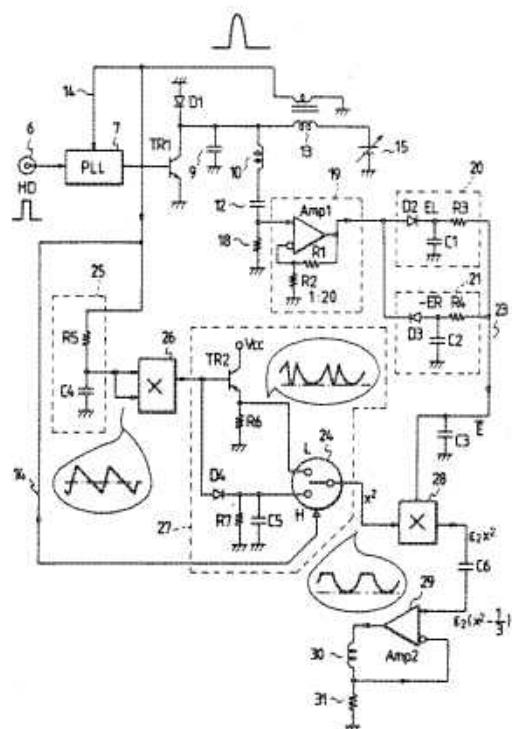 14
D1
6
7
TR1
PLL
HD
9
10
13
15
12
19
20
Amp1
D2 EL R3
18
R1
C1
R2
1:20
21
-ER R4
23
D3
C2
25
R5
26
Vcc
TR2
X
C4
R6
C3
E̅
L
24
28
x²
X
14
D4
R7
C5
H
27
ε₂x²
C6
29
ε₂(x²-1/3)
30
Amp2
31